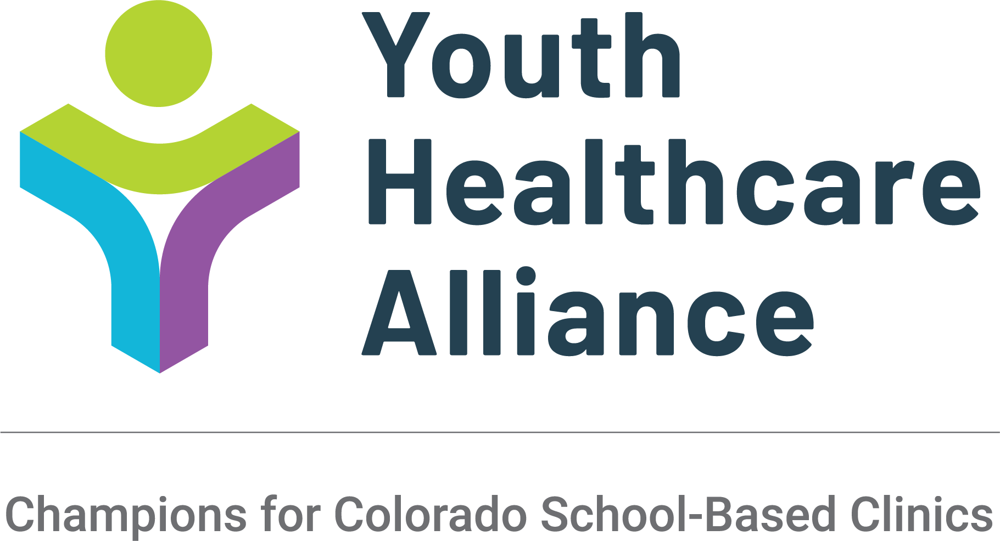 Youth
Healthcare
Alliance
Champions for Colorado School-Based Clinics